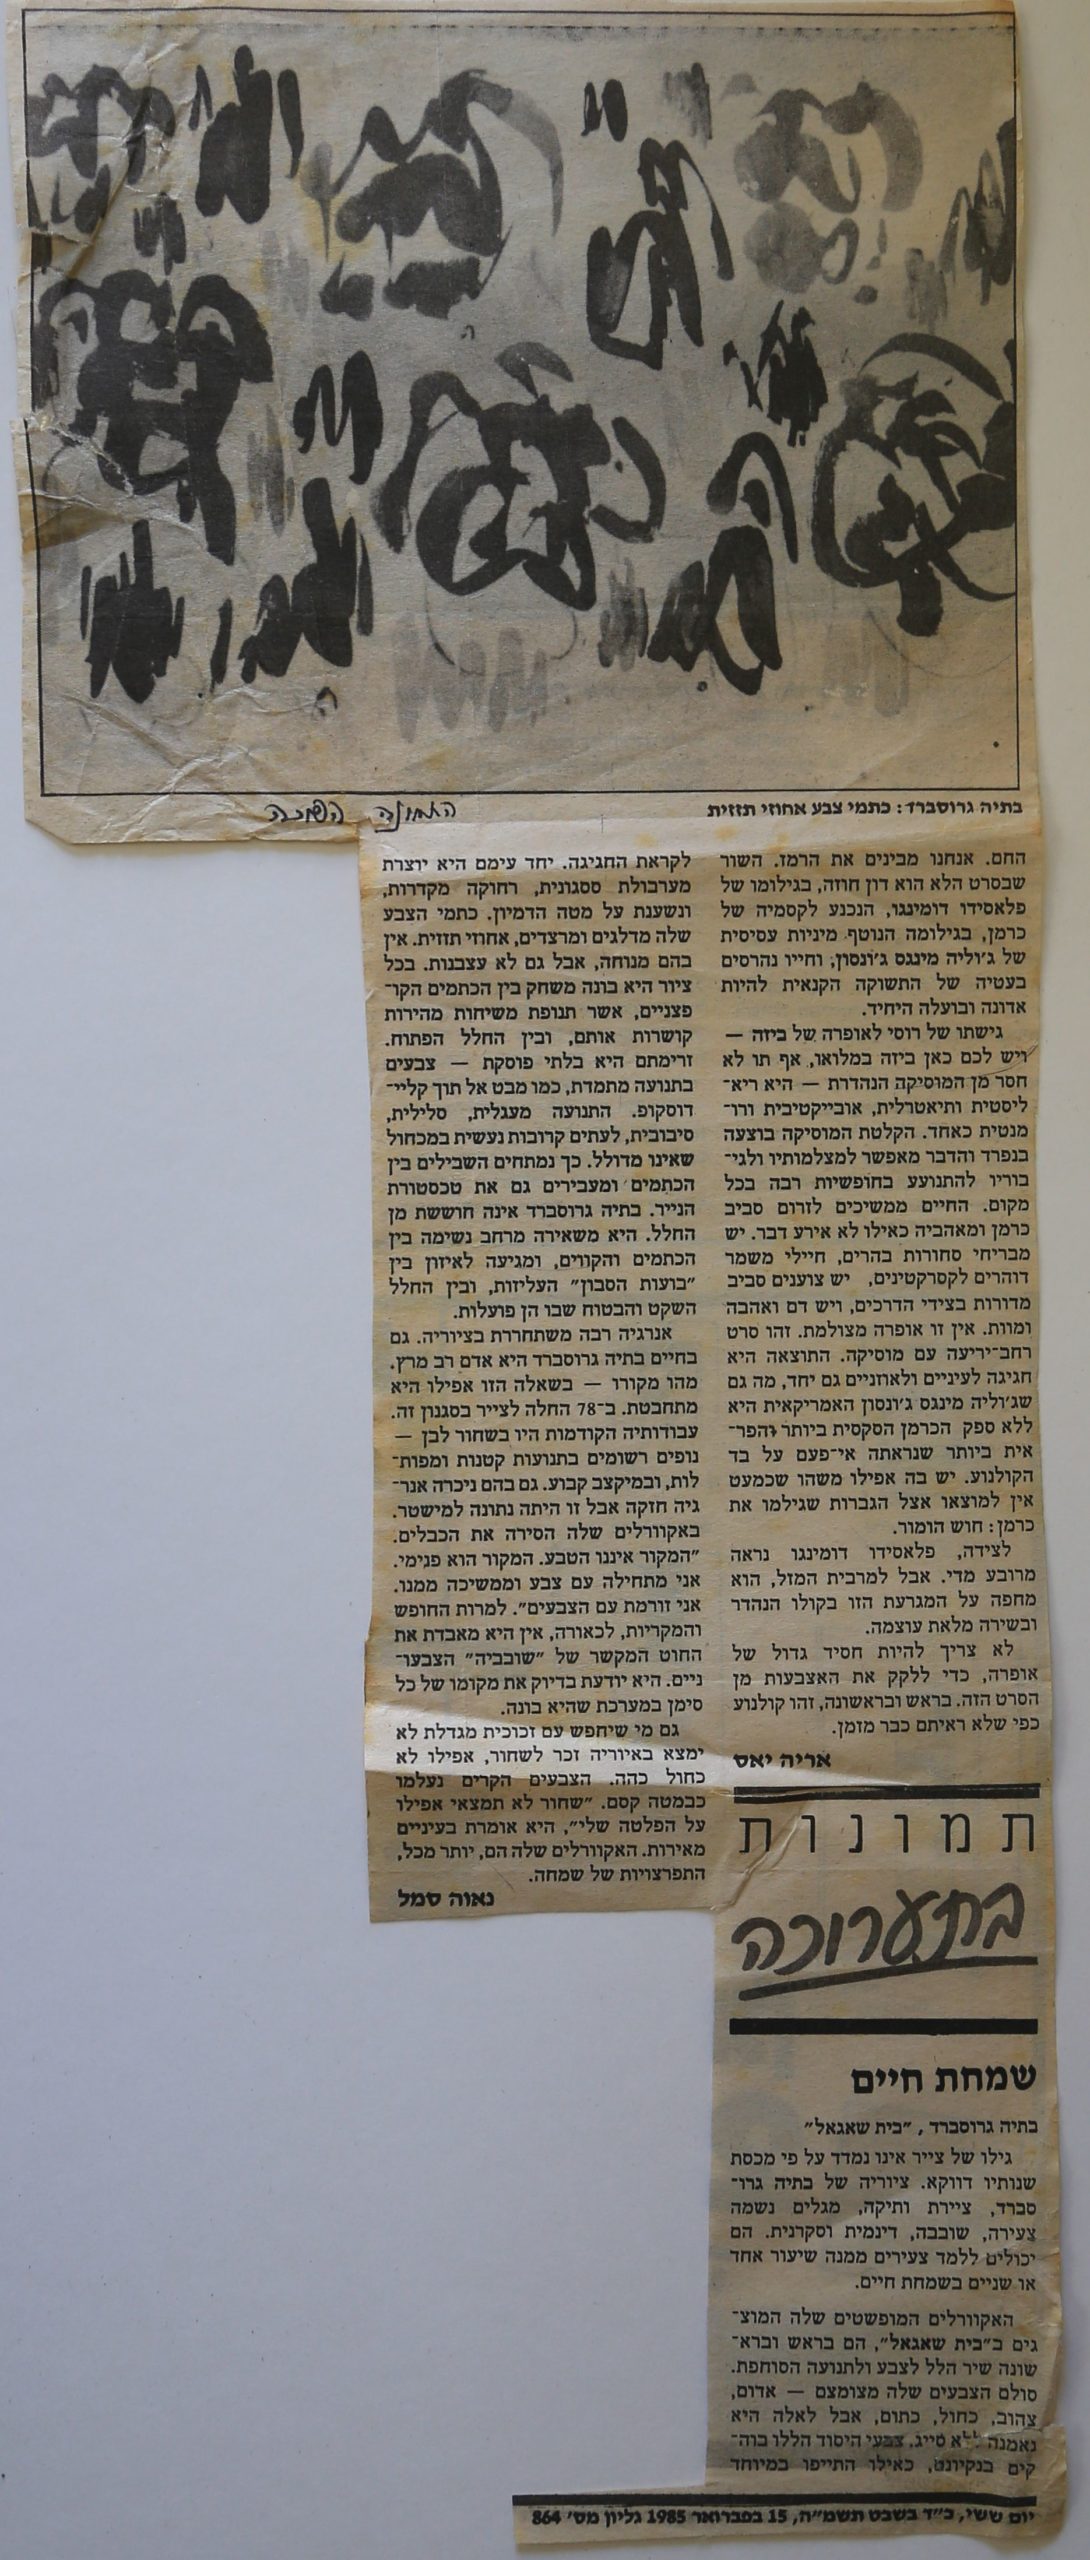 בתיה גרוסברד: כתמי צבע אחוזי תזזית
התמונה הפוכה
החם. אנחנו מבינים את הרמז. השור
שבסרט הלא הוא דון חוזה, בגילומו של
פלאסידו דומינגו, הנכנע לקסמיה של
כרמן, בגילומה הנוטף מיניות עסיסית
של ג׳וליה מיגנס ג׳ונסון; וחייו נהרסים
בעטיה של התשוקה הקנאית להיות
אדונה ובועלה היחיד.
גישתו של רוסי לאופרה של ביזה —
ויש לכם כאן ביזה במלואו, אף תו לא
חסר מן המוסיקה הנהדרת — היא ריא־
ליסטית ותיאטרלית, אובייקטיבית ורו־
מנטית כאחד. הקלטת המוסיקה בוצעה
בנפרד והדבר מאפשר למצלמותיו ולגי־
בוריו להתנועע בחופשיות רבה בכל
מקום. החיים ממשיכים לזרום סביב
כרמן ומאהביה כאילו לא אירע דבר. יש
מבריחי סחורות בהרים, חיילי משמר
דוהרים לקסרקטינים, יש צוענים סביב
מדורות בצידי הדרכים, ויש דם ואהבה
ומוות. אין זו אופרה מצולמת. זהו סרט
רחב־יריעה עם מוסיקה. התוצאה היא
חגיגה לעיניים ולאוזניים גם יחד, מה גם
שג׳וליה מיגנס ג׳ונסון האמריקאית היא
ללא ספק הכרמן הסקסית ביותר והפר־
אית ביותר שנראתה אי־פעם על בד
הקולנוע. יש בה אפילו משהו שכמעט
אין למוצאו אצל הגברות שגילמו את
כרמן: חוש הומור.
לצידה, פלאסידו דומינגו נראה
מרובע מדי. אבל למרבית המזל, הוא
מחפה על המגרעת הזו בקולו הנהדר
ובשירה מלאת עוצמה.
לא צריך להיות חסיד גדול של
אופרה, כדי ללקק את האצבעות מן
הסרט הזה. בראש ובראשונה, זהו קולנוע
כפי שלא ראיתם כבר מזמן.
אריה יאס
תמונות
בתערוכה
שמחת חיים
בתיה גרוסברד, ״בית שאגאל״
גילו של צייר אינו נמדד על פי מכסת
שנותיו דווקא. ציוריה של בתיה גרו־
סברד, ציירת ותיקה, מגלים נשמה
צעירה, שובבה, דינמית וסקרנית. הם
יכולים ללמד צעירים ממנה שיעור אחד
או שניים בשמחת חיים.
האקוורלים המופשטים שלה המוצ־
גים ב״בית שאגאל״, הם בראש וברא־
שונה שיר הלל לצבע ולתנועה הסוחפת.
סולם הצבעים שלה מצומצם — אדום,
צהוב, כחול, כתום, אבל לאלה היא
נאמנה ללא סייג. צבעי היסוד הללו בוה־
קים בנקיונם, כאילו התייפו במיוחד
לקראת החגיגה. יחד עימם היא יוצרת
מערבולת ססגונית, רחוקה מקדרות,
ונשענת על מטה הדמיון. כתמי הצבע
שלה מדלגים ומרצדים, אחוזי תזזית. אין
בהם מנוחה, אבל גם לא עצבנות. בכל
ציור היא בונה משחק בין הכתמים הקו־
פצניים, אשר תנופת משיחות מהירות
קושרות אותם, ובין החלל הפתוח.
זרימתם היא בלתי פוסקת — צבעים
בתנועה מתמדת, כמו מבט אל תוך קליי־
דוסקופ. התנועה מעגלית, סלילית,
סיבובית, לעתים קרובות נעשית במכחול
שאינו מדולל. כך נמתחים השבילים בין
הכתמים ומעבירים גם את טכסטורת
הנייר. בתיה גרוסברד אינה חוששת מן
החלל. היא משאירה מרחב נשימה בין
הכתמים והקווים, ומגיעה לאיזון בין
״בועות הסבון״ העליזות, ובין החלל
השקט והבטוח שבו הן פועלות.
אנרגיה רבה משתחררת בציוריה. גם
בחיים בתיה גרוסברד היא אדם רב מרץ.
מהו מקורו — בשאלה הזו אפילו היא
מתחבטת. ב־78 החלה לצייר בסגנון זה.
עבודותיה הקודמות היו בשחור לבן —
נופים רשומים בתנועות קטנות ומפות־
לות, ובמיקצב קבוע. גם בהם ניכרה אנר־
גיה חזקה אבל זו היתה נתונה למישטר.
באקוורלים שלה הסירה את הכבלים.
״המקור איננו הטבע. המקור הוא פנימי.
אני מתחילה עם צבע וממשיכה ממנו.
אני זורמת עם הצבעים״. למרות החופש
והמקריות, לכאורה, אין היא מאבדת את
החוט המקשר של ״שובביה״ הצבעו־
ניים. היא יודעת בדיוק את מקומו של כל
סימן במערכת שהיא בונה.
גם מי שיחפש עם זכוכית מגדלת לא
ימצא באיוריה זכר לשחור, אפילו לא
כחול כהה. הצבעים הקרים נעלמו
כבמטה קסם. ״שחור לא תמצאי אפילו
על הפלטה שלי״, היא אומרת בעיניים
מאירות. האקוורלים שלה הם, יותר מכל,
התפרצויות של שמחה.
נאוה סמל
יום ששי, כ״ד בשבט תשמ״ה, 15 בפברואר 1985 גליון מס׳ 864